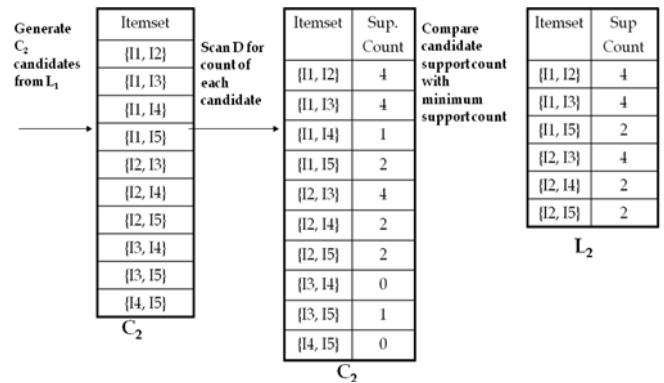 Generate
C2
candidates
from L1
Itemset
{I1, I2}
{I1, I3}
{I1, I4}
{I1, I5}
{I2, I3}
{I2, I4}
{I2, I5}
{I3, I4}
{I3, I5}
{I4, I5}
C2
Scan D for
count of
each
candidate
Itemset Sup.
Count
{I1, I2} 4
{I1, I3} 4
{I1, I4} 1
{I1, I5} 2
{I2, I3} 4
{I2, I4} 2
{I2, I5} 2
{I3, I4} 0
{I3, I5} 1
{I4, I5} 0
C2
Compare
candidate
support count
with
minimum
support count
Itemset Sup
Count
{I1, I2} 4
{I1, I3} 4
{I1, I5} 2
{I2, I3} 4
{I2, I4} 2
{I2, I5} 2
L2